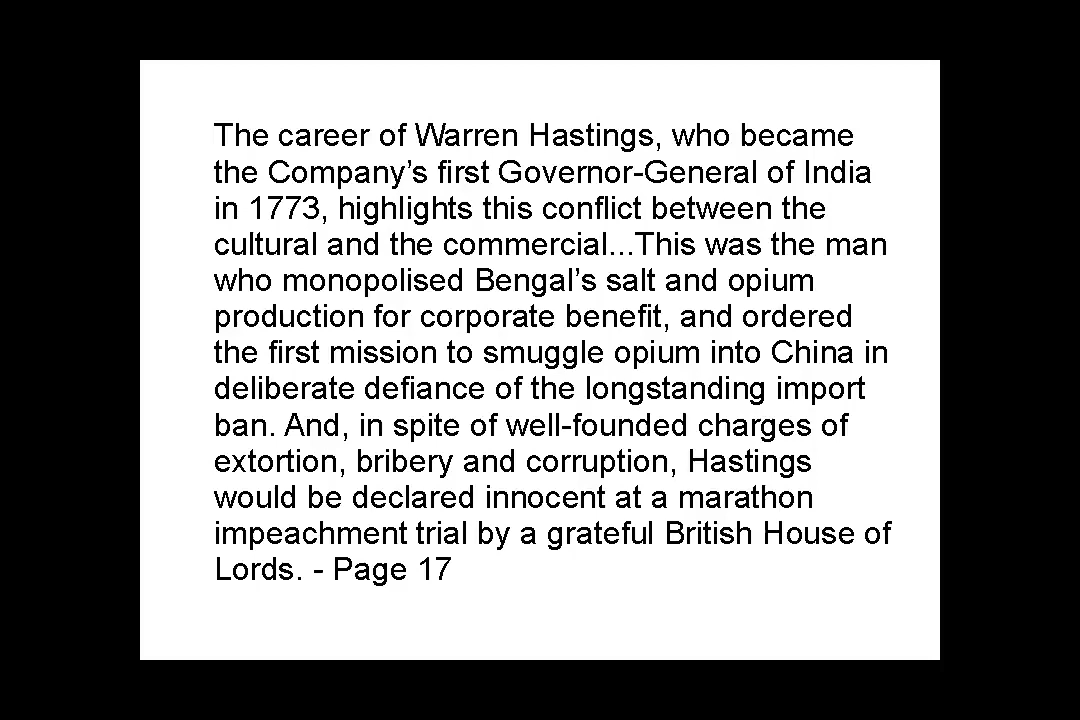 The career of Warren Hastings, who became
the Company’s first Governor-General of India
in 1773, highlights this conflict between the
cultural and the commercial...This was the man
who monopolised Bengal’s salt and opium
production for corporate benefit, and ordered
the first mission to smuggle opium into China in
deliberate defiance of the longstanding import
ban. And, in spite of well-founded charges of
extortion, bribery and corruption, Hastings
would be declared innocent at a marathon
impeachment trial by a grateful British House of
Lords. - Page 17